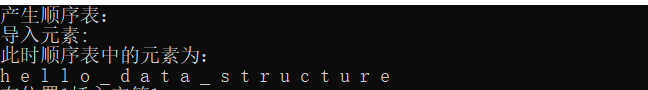 产生顺序表：
导入元素：
此时顺序表中的元素为：
h e l l o _ d a t a _ s t r u c t u r e